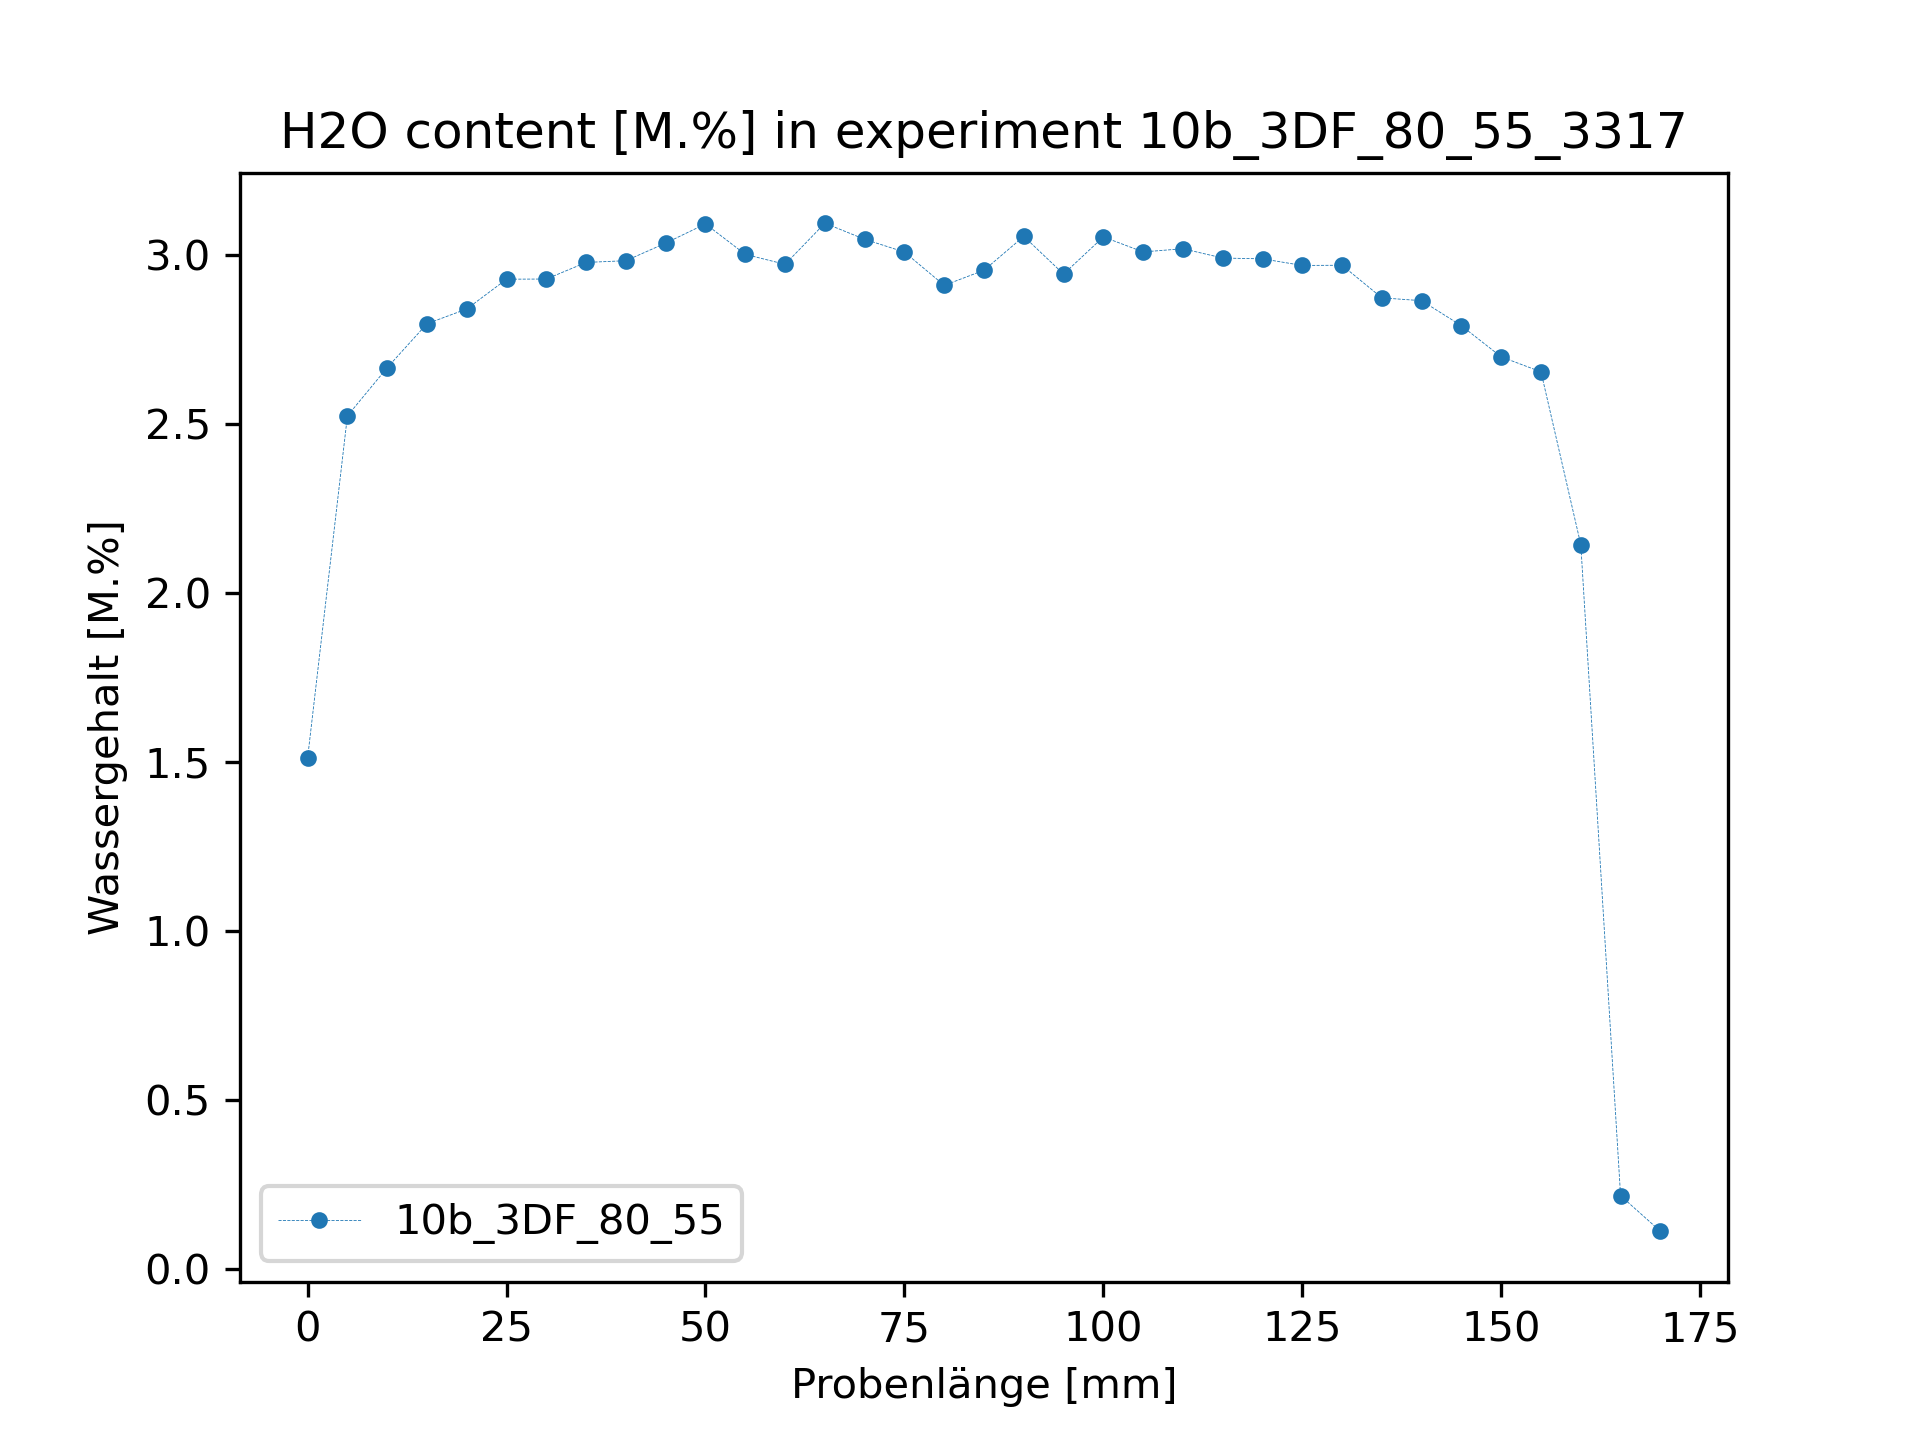 H2O content [M.%] in experiment 10b_3DF_80_55_3317
Wassergehalt [M.%]
3.0
2.5
2.0
1.5
1.0
0.5
0.0
10b_3DF_80_55
0 25 50 75 100 125 150 175
Probenlänge [mm]